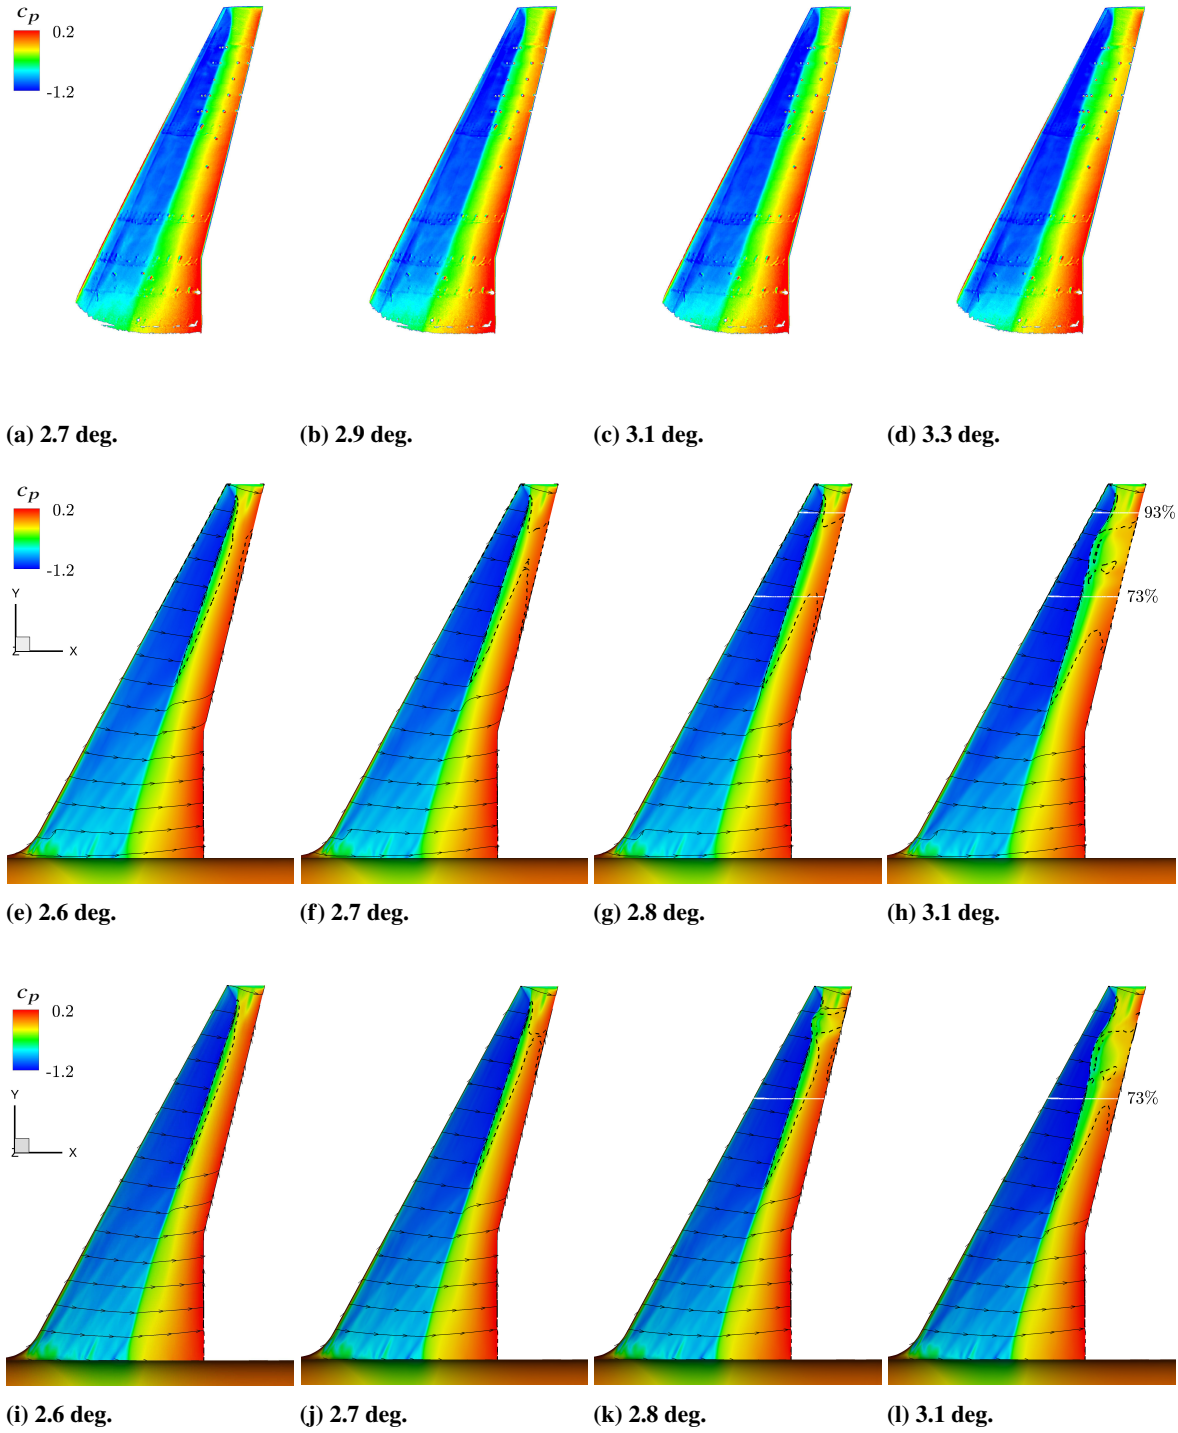 c_p
0.2
-1.2
(a) 2.7 deg.
(b) 2.9 deg.
(c) 3.1 deg.
(d) 3.3 deg.
c_p
0.2
-1.2
Y
Z
X
93%
73%
(e) 2.6 deg.
(f) 2.7 deg.
(g) 2.8 deg.
(h) 3.1 deg.
c_p
0.2
-1.2
Y
Z
X
73%
(i) 2.6 deg.
(j) 2.7 deg.
(k) 2.8 deg.
(l) 3.1 deg.